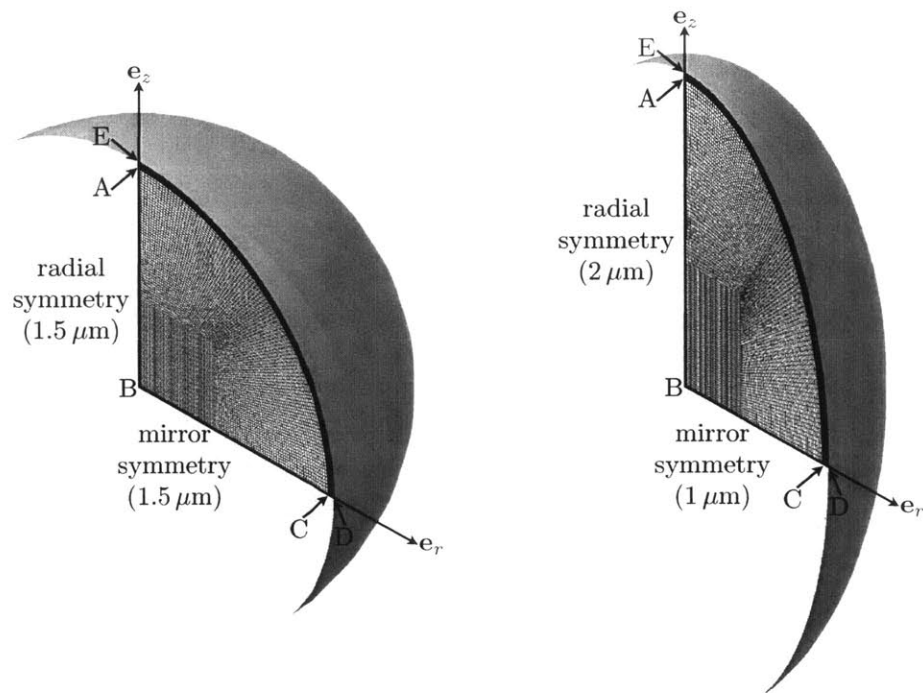 e_z
E
A
radial
symmetry
(1.5 μm)
B
mirror
symmetry
(1.5 μm)
C
D
e_r
e_z
E
A
radial
symmetry
(2 μm)
B
mirror
symmetry
(1 μm)
C
D
e_r